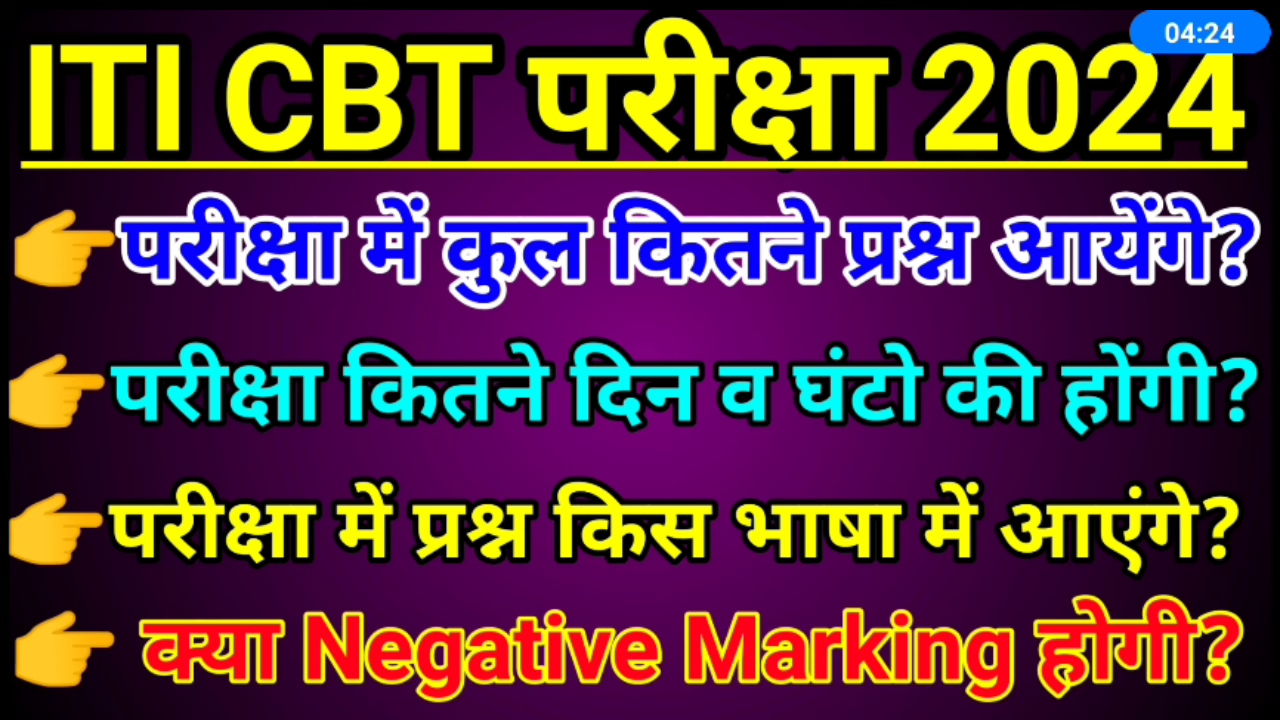 04:24
ITI CBT परीक्षा 2024
👉 परीक्षा में कुल कितने प्रश्न आयेंगे?
👉 परीक्षा कितने दिन व घंटो की होंगी?
👉 परीक्षा में प्रश्न किस भाषा में आएंगे?
👉 क्या Negative Marking होगी?